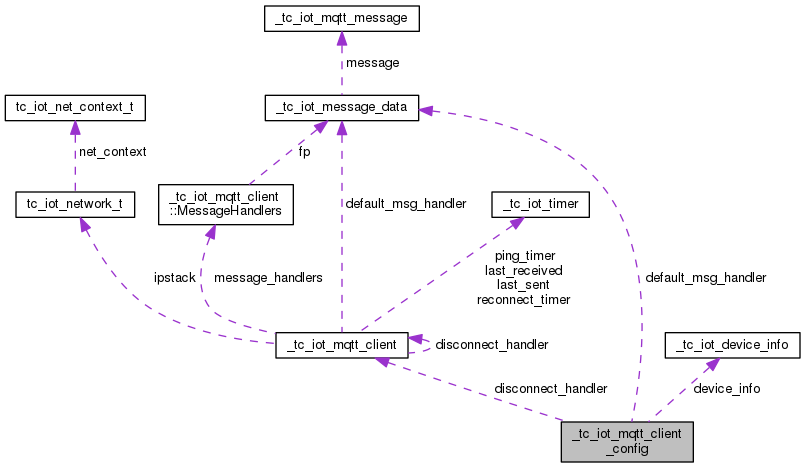 _tc_iot_mqtt_message
message
tc_iot_net_context_t
_tc_iot_message_data
net_context
fp
tc_iot_network_t
_tc_iot_mqtt_client
::MessageHandlers
default_msg_handler
_tc_iot_timer
ipstack
message_handlers
ping_timer
last_received
last_sent
reconnect_timer
default_msg_handler
_tc_iot_mqtt_client
disconnect_handler
_tc_iot_device_info
disconnect_handler
device_info
_tc_iot_mqtt_client
_config